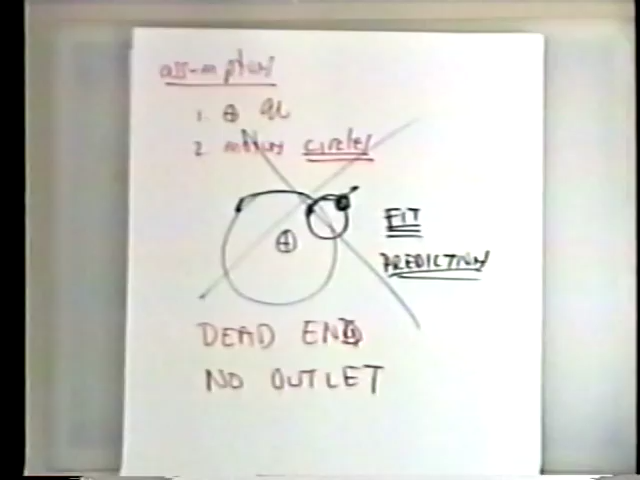 assumptions
1. ⊕ at
2. motions circles
⊕
FIT
PREDICTION
DEAD END
NO OUTLET